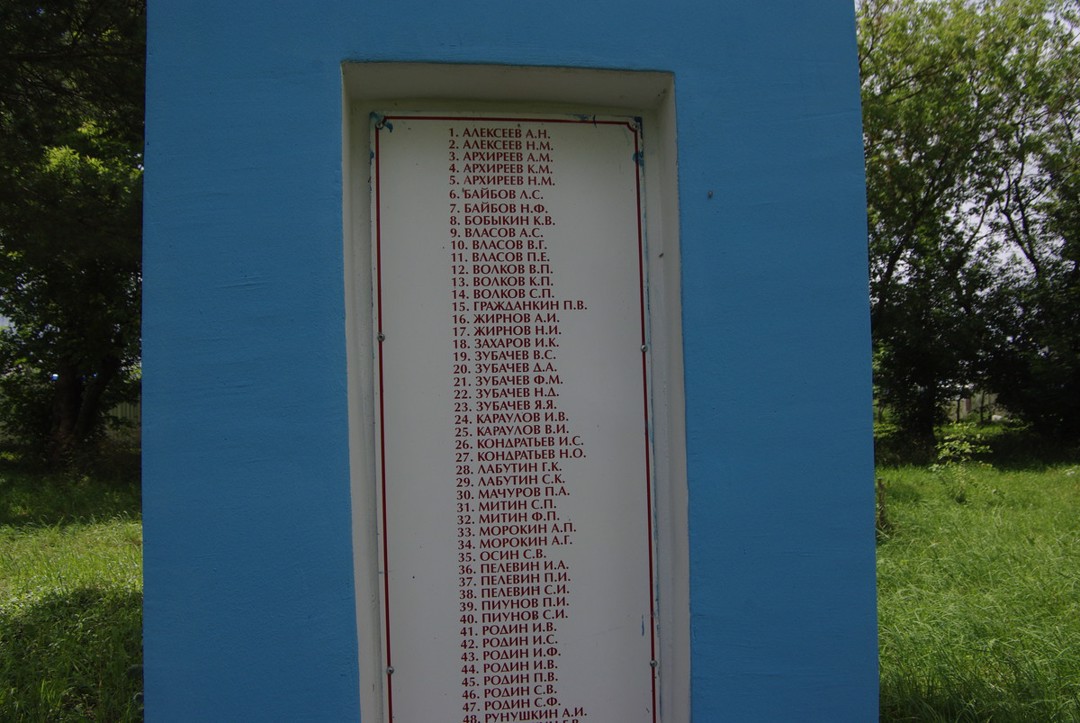 1. АЛЕКСЕЕВ А.Н.
2. АЛЕКСЕЕВ Н.М.
3. АРХИРЕЕВ А.М.
4. АРХИРЕЕВ К.М.
5. АРХИРЕЕВ Н.М.
6. БАЙБОВ Л.С.
7. БАЙБОВ Н.Ф.
8. БОБЫКИН К.В.
9. ВЛАСОВ А.С.
10. ВЛАСОВ В.Г.
11. ВЛАСОВ П.Е.
12. ВОЛКОВ В.П.
13. ВОЛКОВ К.П.
14. ВОЛКОВ С.П.
15. ГРАЖДАНКИН П.В.
16. ЖИРНОВ А.И.
17. ЖИРНОВ Н.И.
18. ЗАХАРОВ И.К.
19. ЗУБАЧЕВ В.С.
20. ЗУБАЧЕВ Д.А.
21. ЗУБАЧЕВ Ф.М.
22. ЗУБАЧЕВ Н.Д.
23. ЗУБАЧЕВ Я.Я.
24. КАРАУЛОВ И.В.
25. КАРАУЛОВ В.И.
26. КОНДРАТЬЕВ И.С.
27. КОНДРАТЬЕВ Н.О.
28. ЛАБУТИН Г.К.
29. ЛАБУТИН С.К.
30. МАЧУРОВ П.А.
31. МИТИН С.П.
32. МИТИН Ф.П.
33. МОРОКИН А.П.
34. МОРОКИН А.Г.
35. ОСИН С.В.
36. ПЕЛЕВИН И.А.
37. ПЕЛЕВИН П.И.
38. ПЕЛЕВИН С.И.
39. ПИУНОВ П.И.
40. ПИУНОВ С.И.
41. РОДИН И.В.
42. РОДИН И.С.
43. РОДИН И.Ф.
44. РОДИН И.В.
45. РОДИН П.В.
46. РОДИН С.В.
47. РОДИН С.Ф.
48. РУНУШКИН А.И.